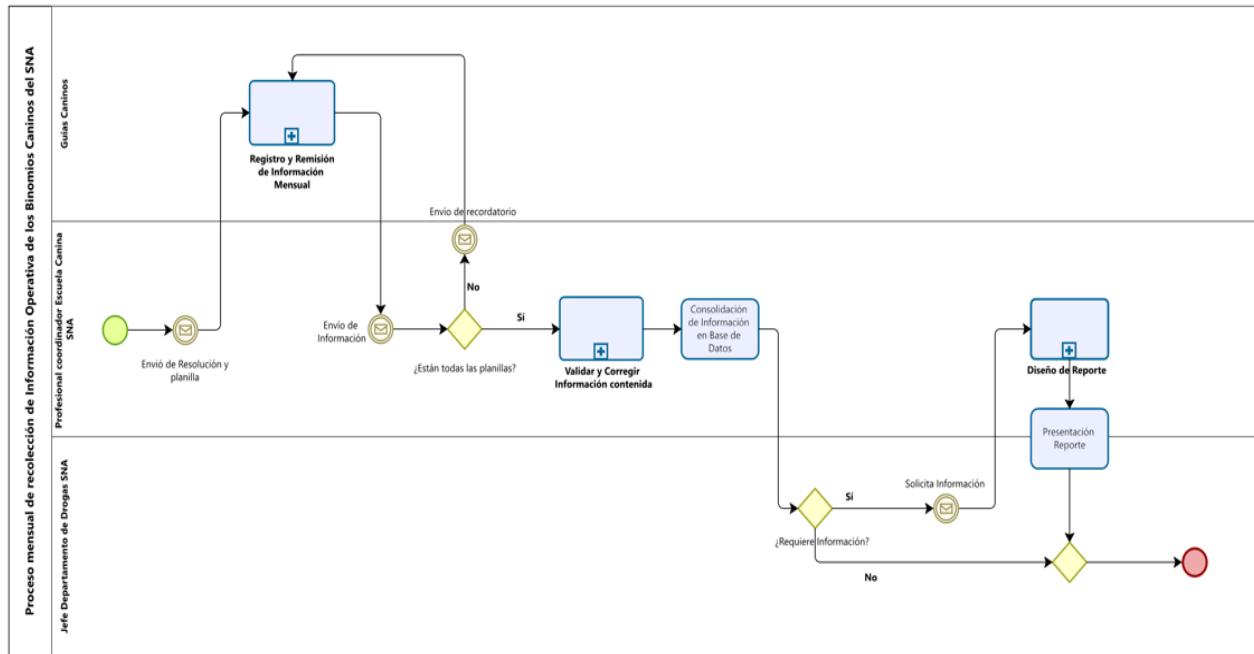 Proceso mensual de recolección de Información Operativa de los Binomios Caninos del SNA
Guías Caninos
Registro y Remisión
de Información
Mensual
Envío de recordatorio
Profesional coordinador Escuela Canina
SNA
Envió de Resolución y
planilla
Envío de
Información
No
¿Están todas las planillas?
Sí
Validar y Corregir
Información contenida
Consolidación
de Información
en Base de
Datos
Diseño de Reporte
Presentación
Reporte
Jefe Departamento de Drogas SNA
¿Requiere Información?
Sí
Solicita Información
No